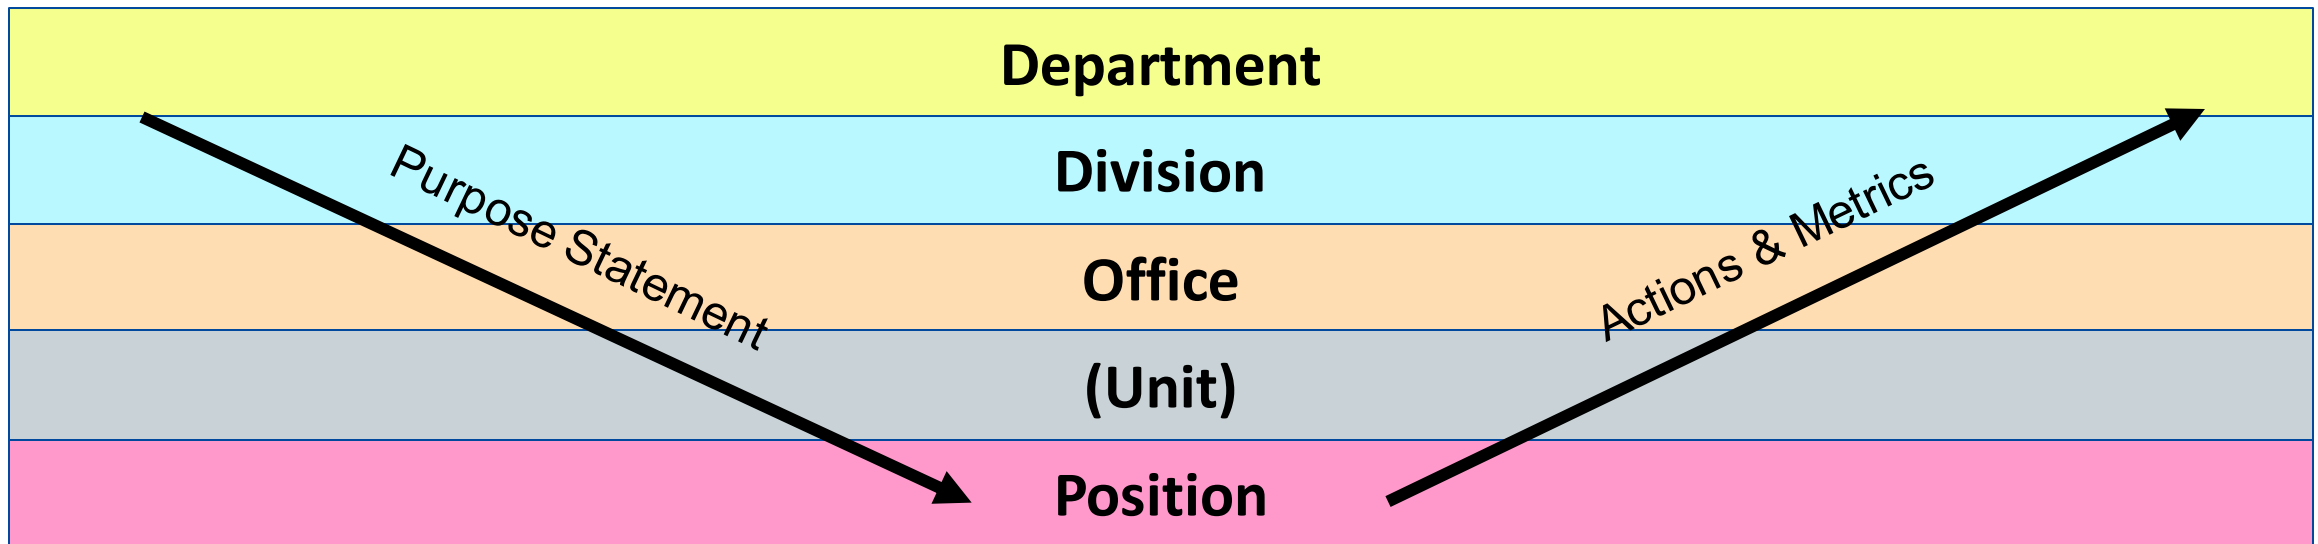 Department
Division
Purpose Statement
Actions & Metrics
Office
(Unit)
Position